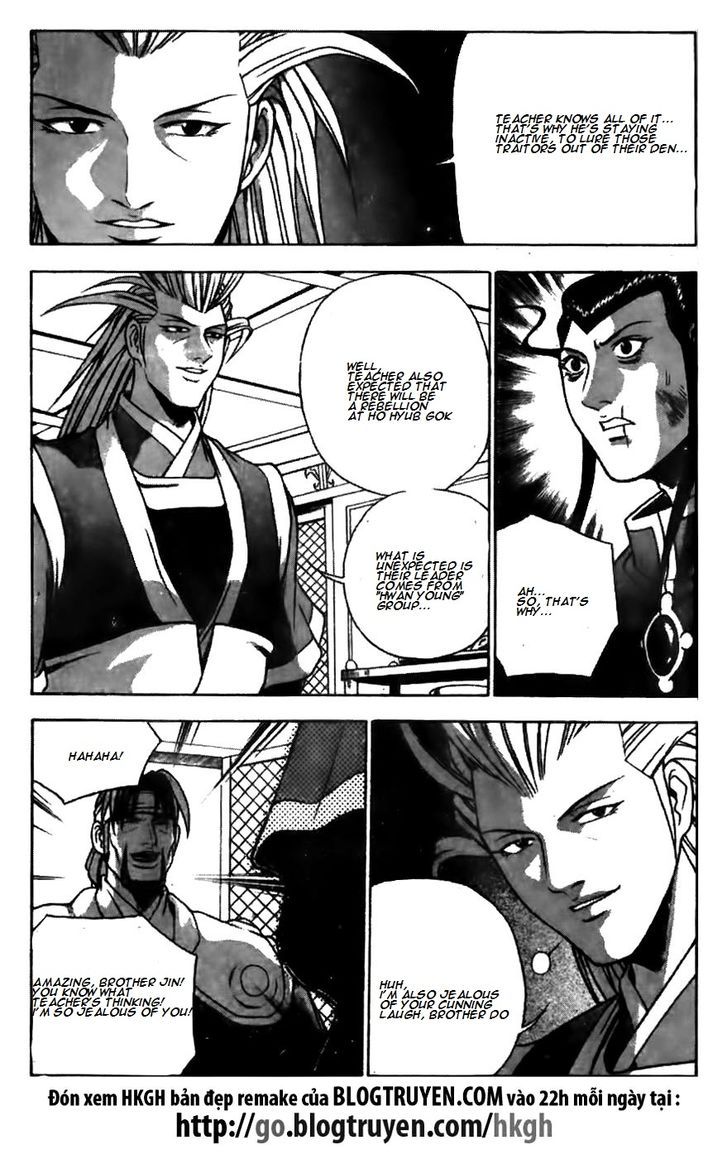 TEACHER KNOWS ALL OF IT...
THAT'S WHY HE'S STAYING
INACTIVE, TO LURE THOSE
TRAITORS OUT OF THEIR DEN...
WELL,
TEACHER ALSO
EXPECTED THAT
THERE WILL BE
A REBELLION
AT HO HYUB GOK
WHAT IS
UNEXPECTED IS
THEIR LEADER
COMES FROM
"HWAN YOUNG"
GROUP...
AH...
SO, THAT'S
WHY...
HAHAHA!
AMAZING, BROTHER JIN!
YOU KNOW WHAT
TEACHER'S THINKING!
I'M SO JEALOUS OF YOU!
HUH,
I'M ALSO JEALOUS
OF YOUR CUNNING
LAUGH, BROTHER DO
Đón xem HKGH bản đẹp remake của BLOGTRUYEN.COM vào 22h mỗi ngày tại :
http://go.blogtruyen.com/hkgh